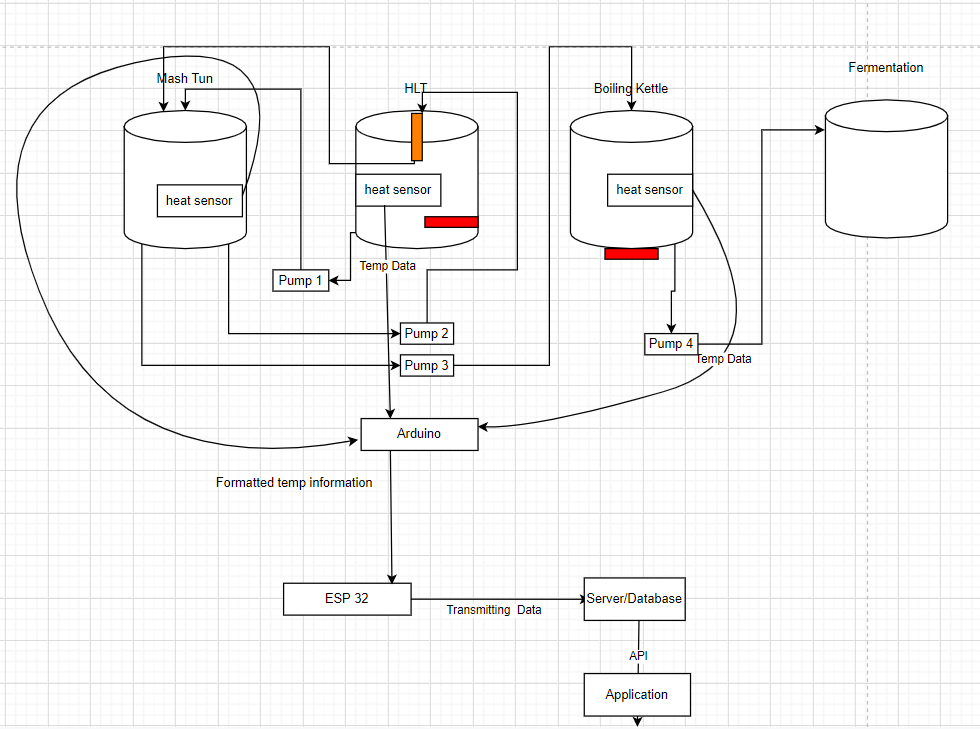 Fermentation
Mash Tun
HLT
Boiling Kettle
heat sensor
heat sensor
heat sensor
Temp Data
Pump 1
Pump 2
Pump 4
Temp Data
Pump 3
Arduino
Formatted temp information
ESP 32
Server/Database
Transmitting Data
API
Application